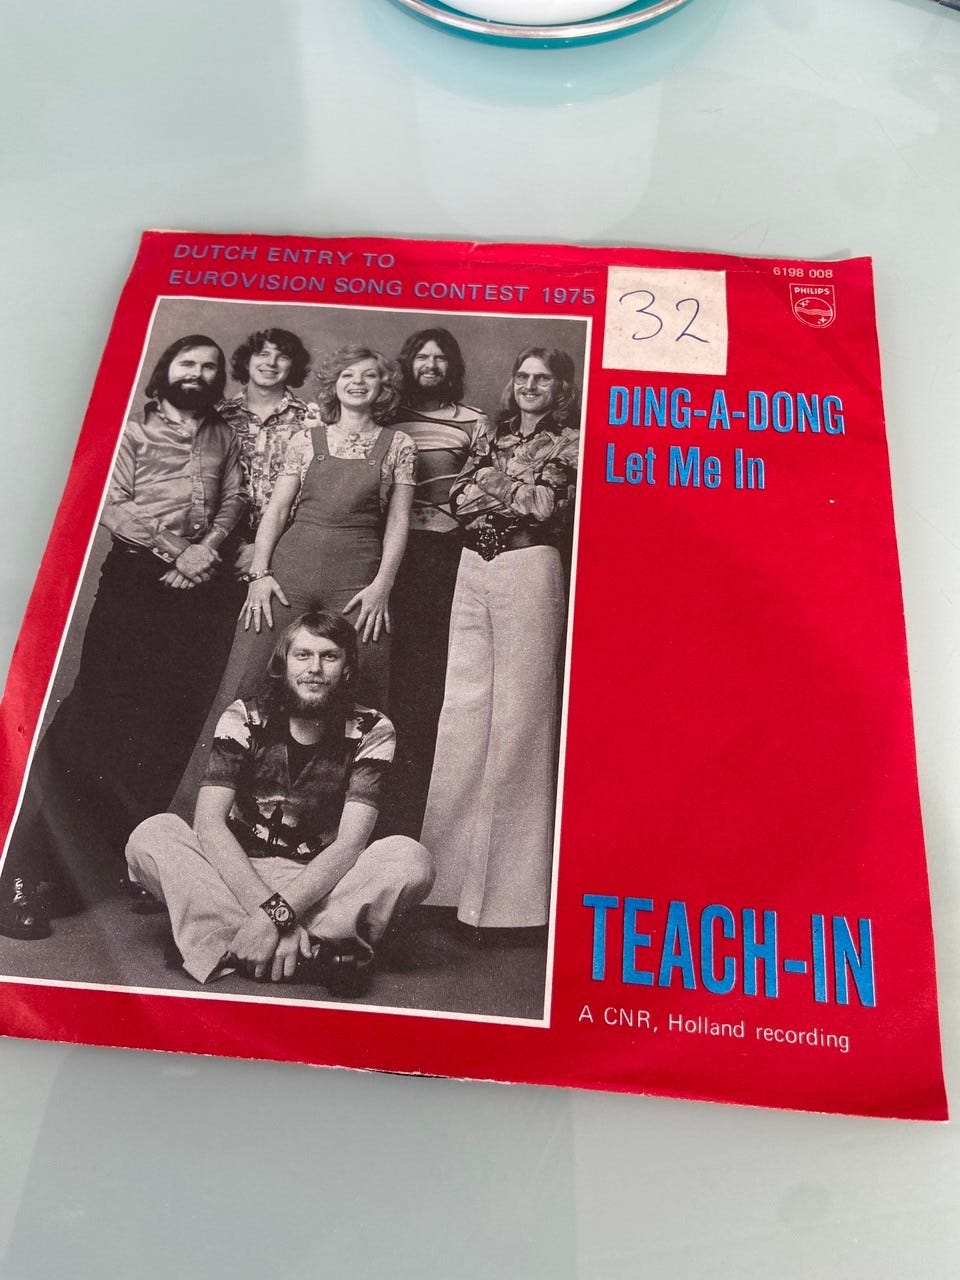 DUTCH ENTRY TO
EUROVISION SONG CONTEST 1975
6198 008
PHILIPS
32
DING-A-DONG
Let Me In
TEACH-IN
A CNR, Holland recording